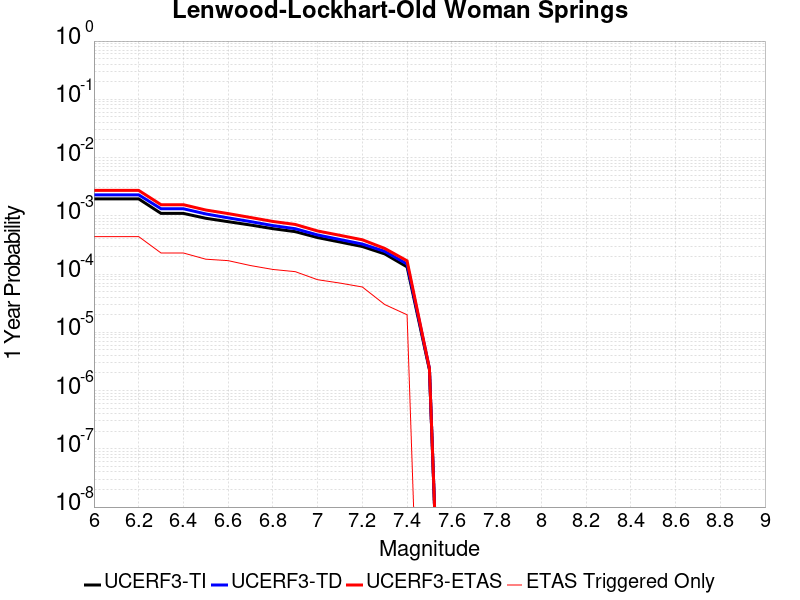 Lenwood-Lockhart-Old Woman Springs
1 Year Probability
10^0
10^-1
10^-2
10^-3
10^-4
10^-5
10^-6
10^-7
10^-8
6 6.2 6.4 6.6 6.8 7 7.2 7.4 7.6 7.8 8 8.2 8.4 8.6 8.8 9
Magnitude
UCERF3-TI UCERF3-TD UCERF3-ETAS ETAS Triggered Only